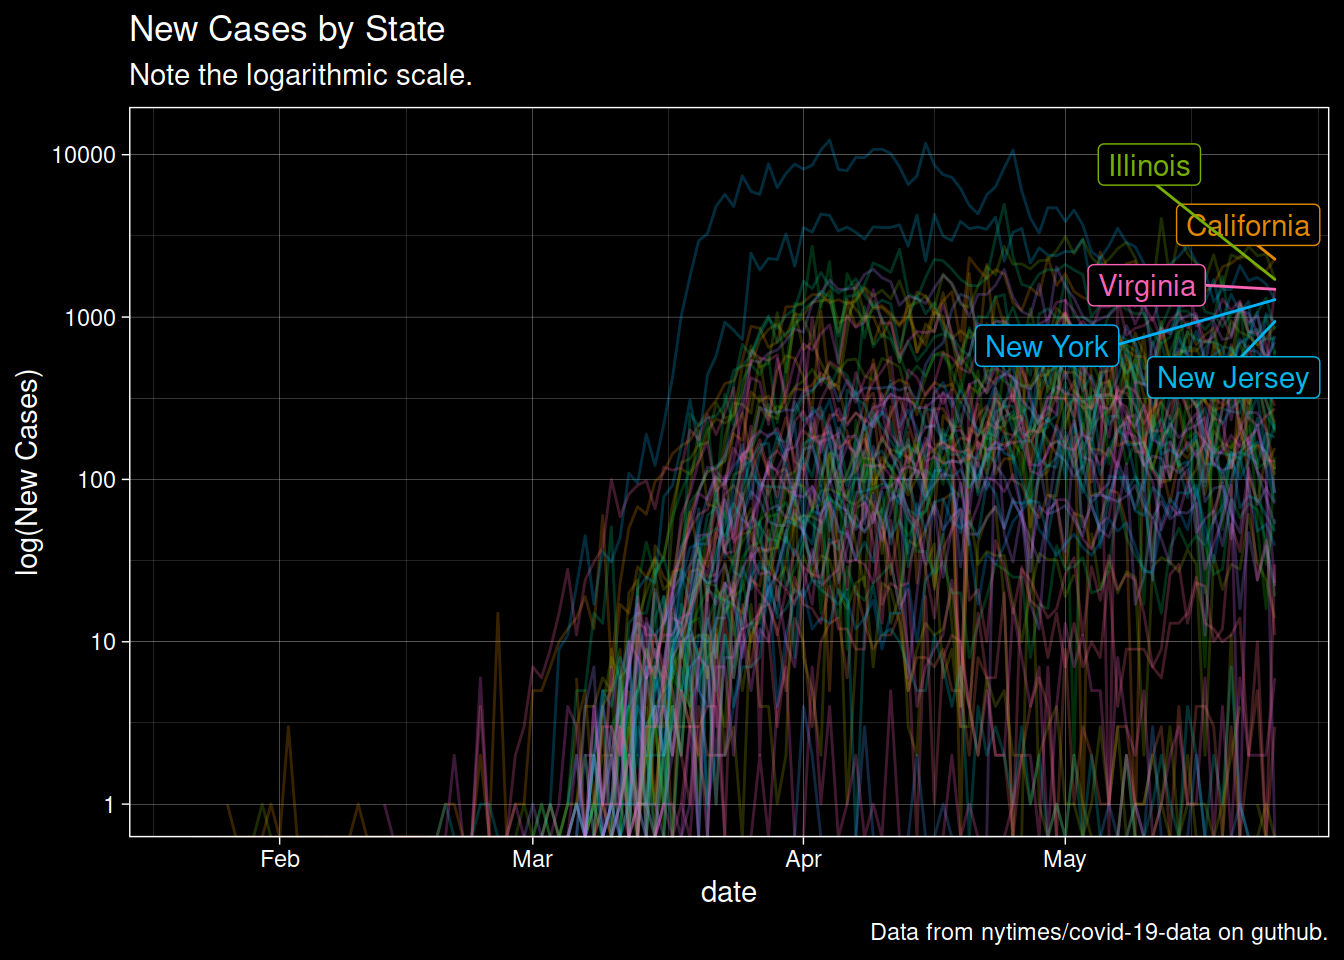 New Cases by State
Note the logarithmic scale.
log(New Cases)
10000
1000
100
10
1
Illinois
California
Virginia
New York
New Jersey
Feb
Mar
Apr
May
date
Data from nytimes/covid-19-data on guthub.